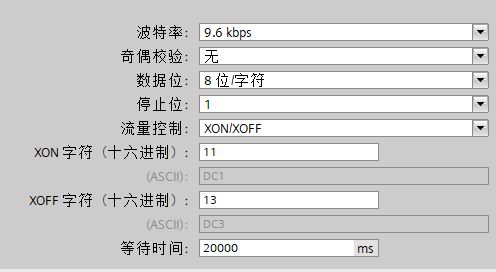 波特率： 9.6 kbps
奇偶校验： 无
数据位： 8 位/字符
停止位： 1
流量控制： XON/XOFF
XON 字符（十六进制）： 11
(ASCII)： DC1
XOFF 字符（十六进制）： 13
(ASCII)： DC3
等待时间： 20000 ms